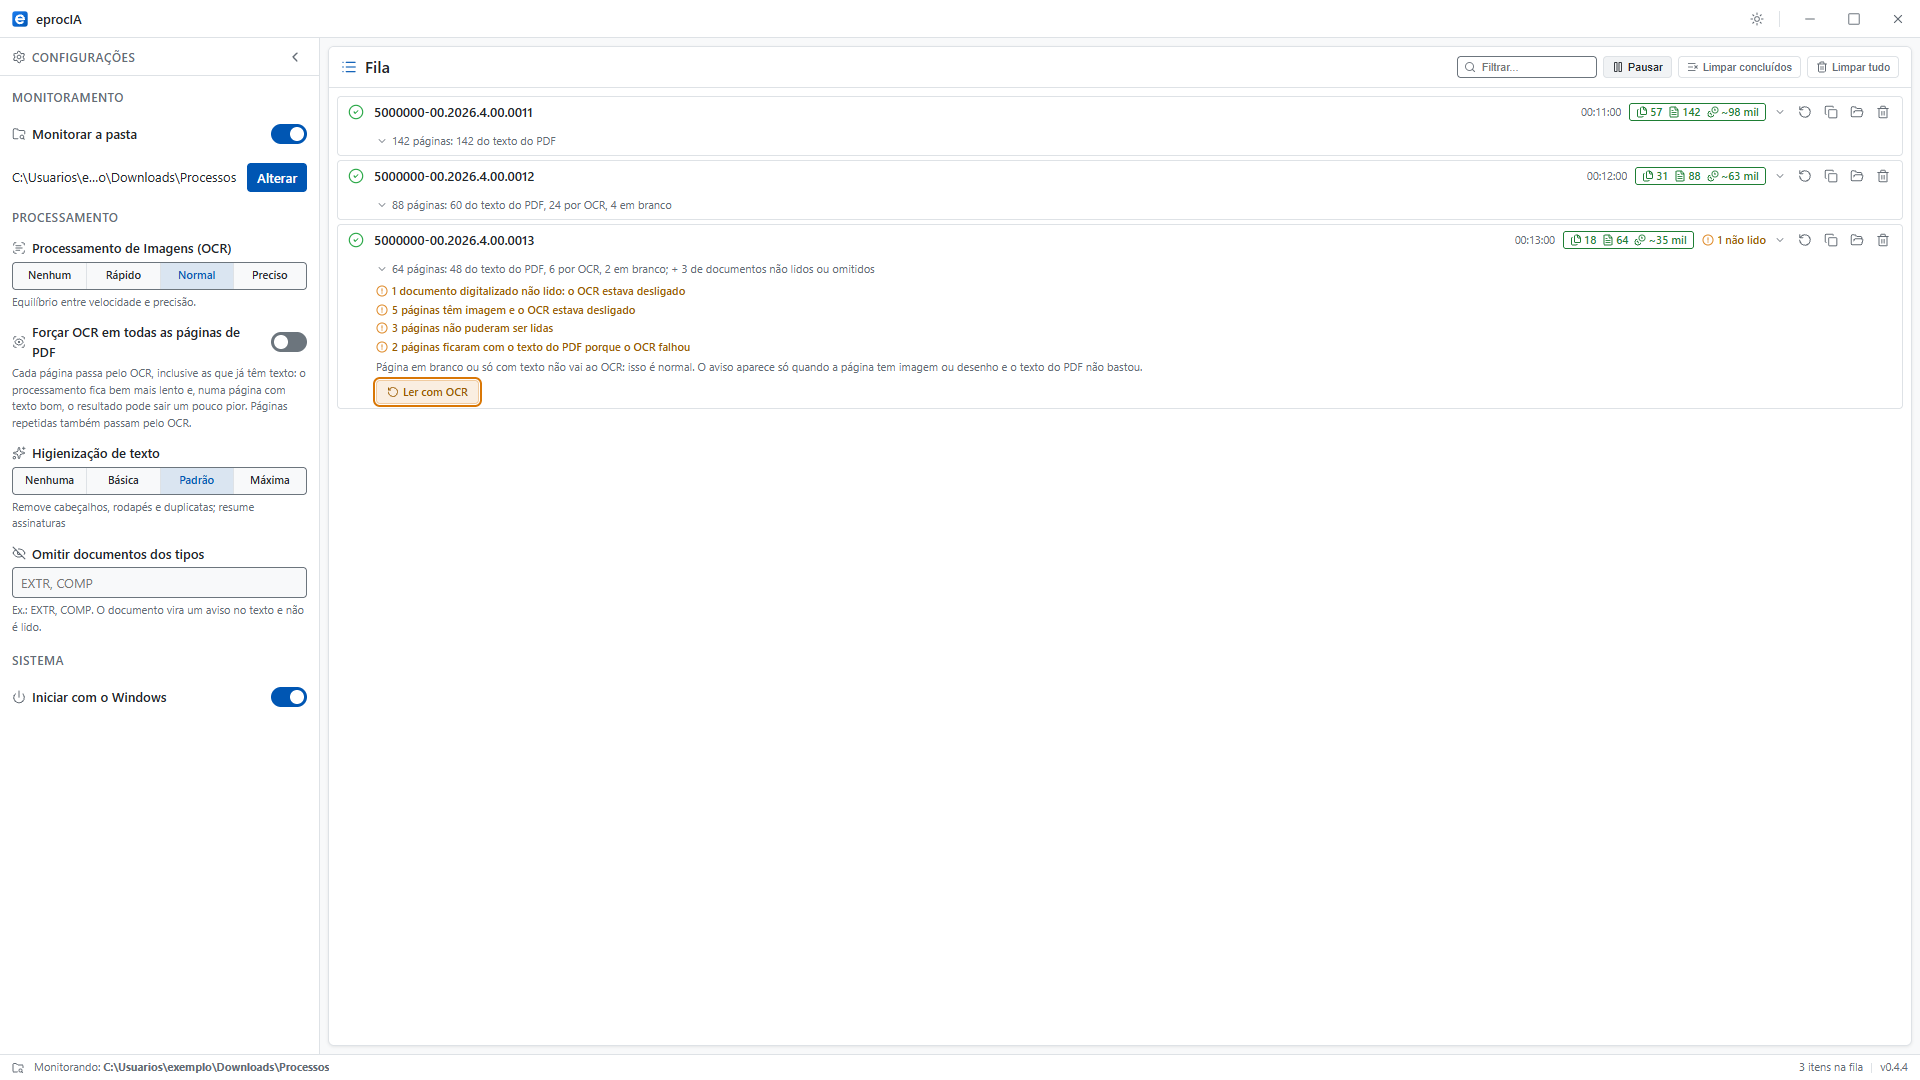 eprocIA
CONFIGURAÇÕES
MONITORAMENTO
Monitorar a pasta
C:\Usuarios\e...o\Downloads\Processos
Alterar
PROCESSAMENTO
Processamento de Imagens (OCR)
Nenhum Rápido Normal Preciso
Equilíbrio entre velocidade e precisão.
Forçar OCR em todas as páginas de
PDF
Cada página passa pelo OCR, inclusive as que já têm texto: o
processamento fica bem mais lento e, numa página com
texto bom, o resultado pode sair um pouco pior. Páginas
repetidas também passam pelo OCR.
Higienização de texto
Nenhuma Básica Padrão Máxima
Remove cabeçalhos, rodapés e duplicatas; resume
assinaturas
Omitir documentos dos tipos
EXTR, COMP
Ex.: EXTR, COMP. O documento vira um aviso no texto e não
é lido.
SISTEMA
Iniciar com o Windows
Fila
Filtrar...
Pausar
Limpar concluídos
Limpar tudo
5000000-00.2026.4.00.0011
00:11:00 57 142 ~98 mil
142 páginas: 142 do texto do PDF
5000000-00.2026.4.00.0012
00:12:00 31 88 ~63 mil
88 páginas: 60 do texto do PDF, 24 por OCR, 4 em branco
5000000-00.2026.4.00.0013
00:13:00 18 64 ~35 mil 1 não lido
64 páginas: 48 do texto do PDF, 6 por OCR, 2 em branco; + 3 de documentos não lidos ou omitidos
1 documento digitalizado não lido: o OCR estava desligado
5 páginas têm imagem e o OCR estava desligado
3 páginas não puderam ser lidas
2 páginas ficaram com o texto do PDF porque o OCR falhou
Página em branco ou só com texto não vai ao OCR: isso é normal. O aviso aparece só quando a página tem imagem ou desenho e o texto do PDF não bastou.
Ler com OCR
Monitorando: C:\Usuarios\exemplo\Downloads\Processos
3 itens na fila
v0.4.4